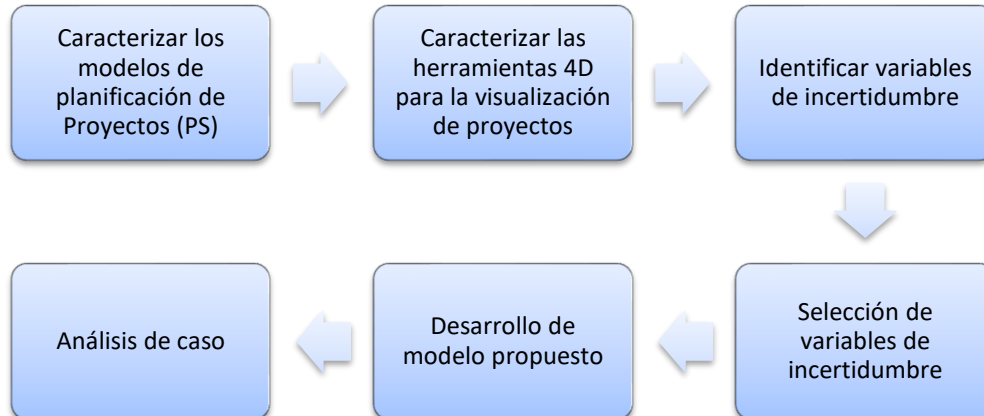 Caracterizar los
modelos de
planificación de
Proyectos (PS)
Caracterizar las
herramientas 4D
para la visualización
de proyectos
Identificar variables
de incertidumbre
Selección de
variables de
incertidumbre
Desarrollo de
modelo propuesto
Análisis de caso